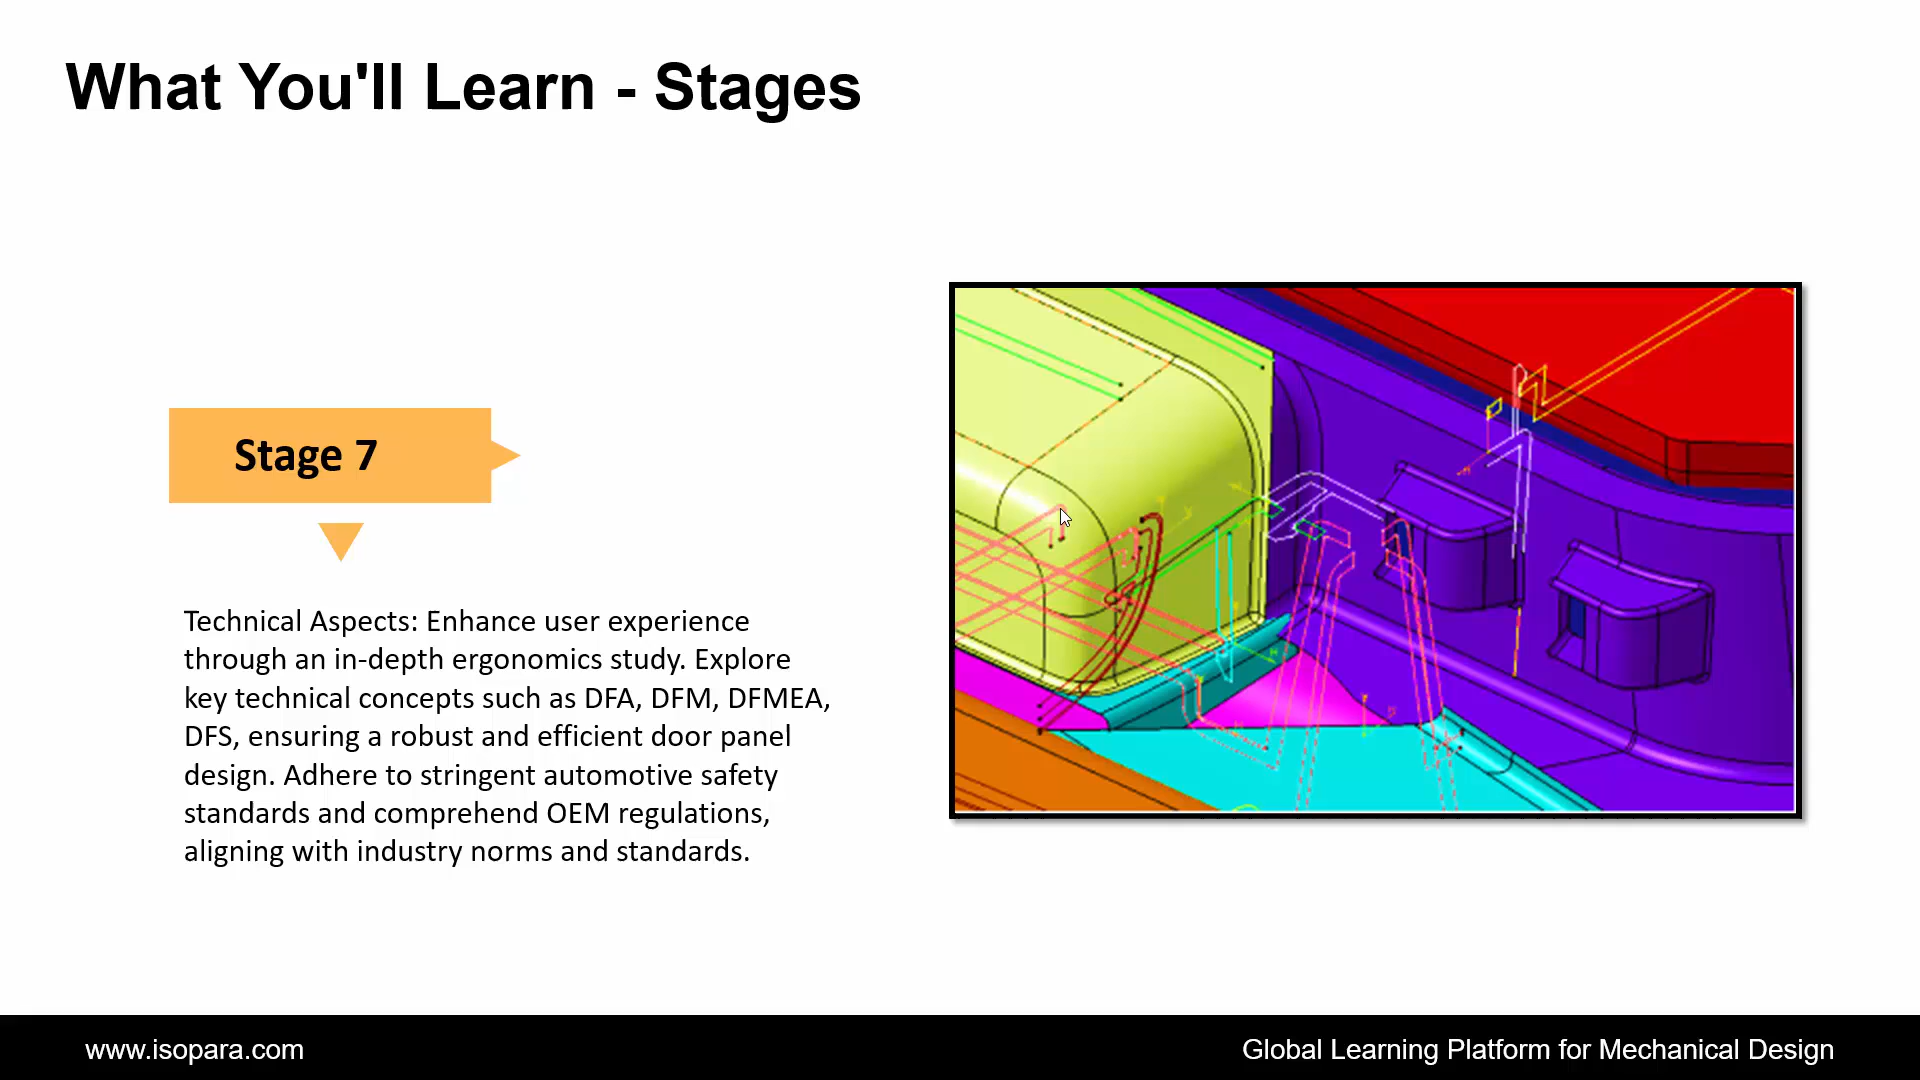 What You'll Learn - Stages
Stage 7
Technical Aspects: Enhance user experience
through an in-depth ergonomics study. Explore
key technical concepts such as DFA, DFM, DFMEA,
DFS, ensuring a robust and efficient door panel
design. Adhere to stringent automotive safety
standards and comprehend OEM regulations,
aligning with industry norms and standards.
www.isopara.com
Global Learning Platform for Mechanical Design